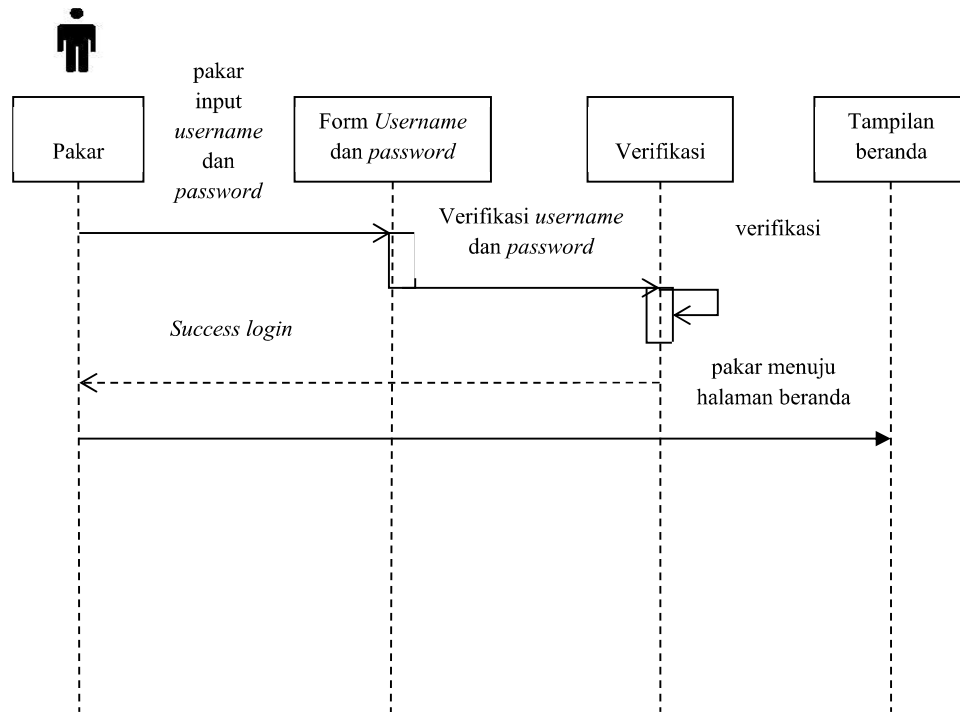 pakar
input
username
dan
password
Pakar
Form Username
dan password
Verifikasi
Tampilan
beranda
Verifikasi username
dan password
verifikasi
Success login
pakar menuju
halaman beranda